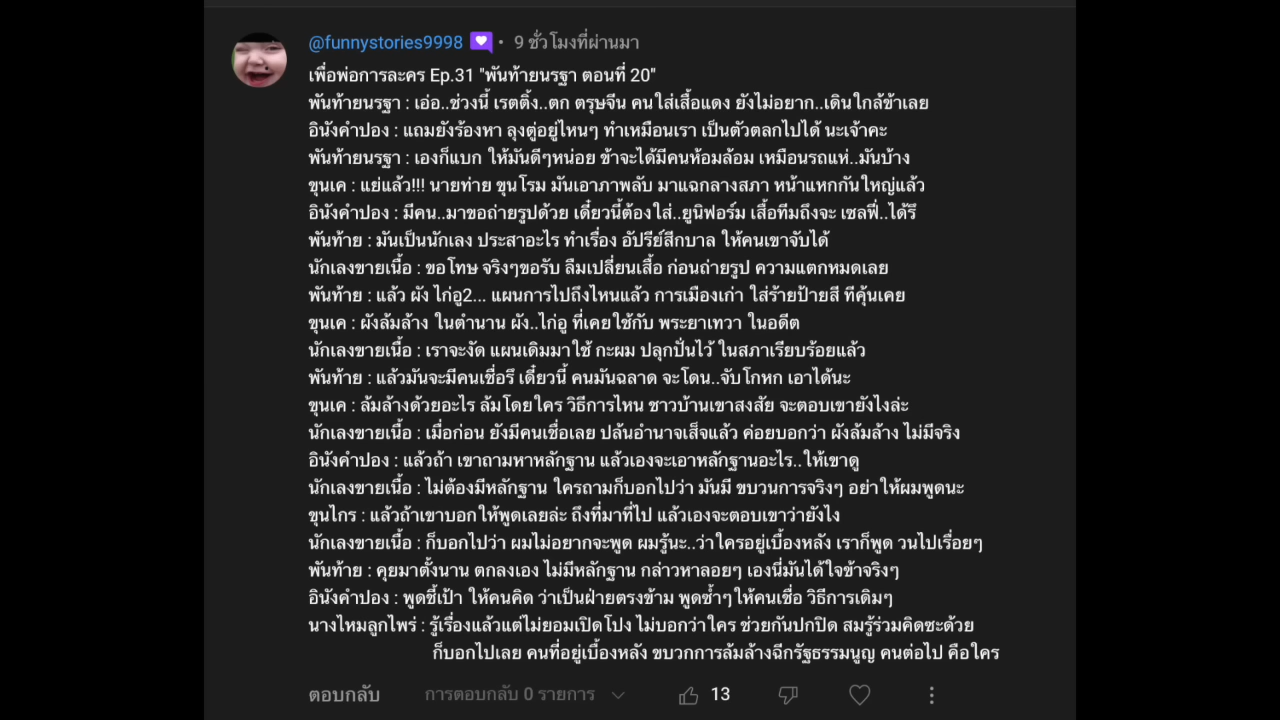 @funnystories9998 • 9 ชั่วโมงที่ผ่านมา
เพื่อพ่อการละคร Ep.31 "พันท้ายนรฐา ตอนที่ 20"
พันท้ายนรฐา : เอ่อ..ช่วงนี้ เรตติ้ง..ตก ตรุษจีน คนใส่เสื้อแดง ยังไม่อยาก..เดินใกล้ข้าเลย
อินังคำปอง : แถมยังร้องหา ลุงตู่อยู่ไหนๆ ทำเหมือนเรา เป็นตัวตลกไปได้ นะเจ้าคะ
พันท้ายนรฐา : เองก็แบก ให้มันดีๆหน่อย ข้าจะได้มีคนห้อมล้อม เหมือนรถแห่..มันบ้าง
ขุนเค : แย่แล้ว!!! นายท่าย ขุนโรม มันเอาภาพลับ มาแฉกลางสภา หน้าแหกกันใหญ่แล้ว
อินังคำปอง : มีคน..มาขอถ่ายรูปด้วย เดี๋ยวนี้ต้องใส่..ยูนิฟอร์ม เสื้อทีมถึงจะ เซลฟี่..ได้รึ
พันท้าย : มันเป็นนักเลง ประสาอะไร ทำเรื่อง อัปรีย์สีกบาล ให้คนเขาจับได้
นักเลงขายเนื้อ : ขอโทษ จริงๆขอรับ ลืมเปลี่ยนเสื้อ ก่อนถ่ายรูป ความแตกหมดเลย
พันท้าย : แล้ว ผัง ไก่อู2... แผนการไปถึงไหนแล้ว การเมืองเก่า ใส่ร้ายป้ายสี ทีคุ้นเคย
ขุนเค : ผังล้มล้าง ในตำนาน ผัง..ไก่อู ที่เคยใช้กับ พระยาเทวา ในอดีต
นักเลงขายเนื้อ : เราจะงัด แผนเดิมมาใช้ กะผม ปลุกปั่นไว้ ในสภาเรียบร้อยแล้ว
พันท้าย : แล้วมันจะมีคนเชื่อรึ เดี๋ยวนี้ คนมันฉลาด จะโดน..จับโกหก เอาได้นะ
ขุนเค : ล้มล้างด้วยอะไร ล้มโดยใคร วิธีการไหน ชาวบ้านเขาสงสัย จะตอบเขายังไงล่ะ
นักเลงขายเนื้อ : เมื่อก่อน ยังมีคนเชื่อเลย ปล้นอำนาจเสร็จแล้ว ค่อยบอกว่า ผังล้มล้าง ไม่มีจริง
อินังคำปอง : แล้วถ้า เขาถามหาหลักฐาน แล้วเองจะเอาหลักฐานอะไร..ให้เขาดู
นักเลงขายเนื้อ : ไม่ต้องมีหลักฐาน ใครถามก็บอกไปว่า มันมี ขบวนการจริงๆ อย่าให้ผมพูดนะ
ขุนไกร : แล้วถ้าเขาบอกให้พูดเลยล่ะ ถึงที่มาที่ไป แล้วเองจะตอบเขาว่ายังไง
นักเลงขายเนื้อ : ก็บอกไปว่า ผมไม่อยากจะพูด ผมรู้นะ..ว่าใครอยู่เบื้องหลัง เราก็พูด วนไปเรื่อยๆ
พันท้าย : คุยมาตั้งนาน ตกลงเอง ไม่มีหลักฐาน กล่าวหาลอยๆ เองนี่มันได้ใจข้าจริงๆ
อินังคำปอง : พูดชี้เป้า ให้คนคิด ว่าเป็นฝ่ายตรงข้าม พูดซ้ำๆให้คนเชื่อ วิธีการเดิมๆ
นางไหมลูกไพร่ : รู้เรื่องแล้วแต่ไม่ยอมเปิดโปง ไม่บอกว่าใคร ช่วยกันปกปิด สมรู้ร่วมคิดซะด้วย
ก็บอกไปเลย คนที่อยู่เบื้องหลัง ขบวกการล้มล้างฉีกรัฐธรรมนูญ คนต่อไป คือใคร
ตอบกลับ การตอบกลับ 0 รายการ 13